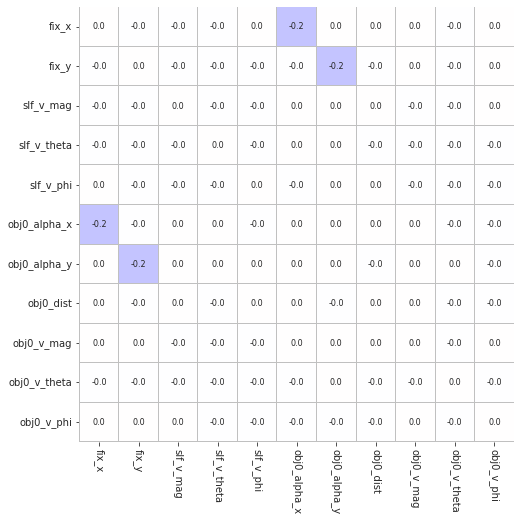 fix_x 0.0 -0.0 -0.0 -0.0 0.0 -0.2 0.0 0.0 0.0 -0.0 0.0
fix_y -0.0 0.0 -0.0 0.0 -0.0 -0.0 -0.2 -0.0 0.0 -0.0 0.0
slf_v_mag -0.0 -0.0 0.0 -0.0 -0.0 0.0 0.0 0.0 -0.0 -0.0 0.0
slf_v_theta -0.0 0.0 -0.0 -0.0 -0.0 0.0 0.0 -0.0 -0.0 0.0 -0.0
slf_v_phi 0.0 -0.0 -0.0 -0.0 0.0 -0.0 0.0 0.0 -0.0 -0.0 -0.0
obj0_alpha_x -0.2 -0.0 0.0 0.0 -0.0 0.0 0.0 0.0 0.0 -0.0 -0.0
obj0_alpha_y 0.0 -0.2 0.0 0.0 0.0 0.0 0.0 -0.0 0.0 0.0 -0.0
obj0_dist 0.0 -0.0 0.0 -0.0 0.0 0.0 -0.0 0.0 0.0 -0.0 0.0
obj0_v_mag 0.0 0.0 -0.0 -0.0 -0.0 0.0 0.0 0.0 0.0 -0.0 0.0
obj0_v_theta -0.0 -0.0 -0.0 0.0 -0.0 -0.0 0.0 -0.0 -0.0 0.0 -0.0
obj0_v_phi 0.0 0.0 0.0 -0.0 -0.0 -0.0 -0.0 0.0 0.0 -0.0 0.0
fix_x fix_y slf_v_mag slf_v_theta slf_v_phi obj0_alpha_x obj0_alpha_y obj0_dist obj0_v_mag obj0_v_theta obj0_v_phi